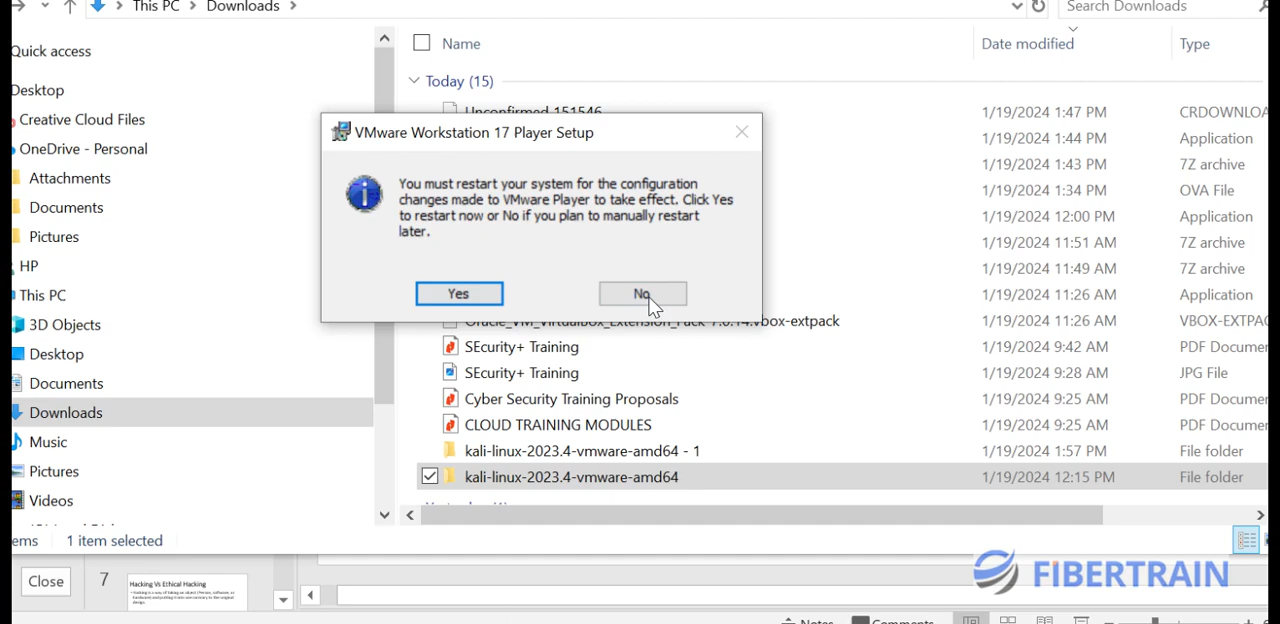 This PC > Downloads >
Search Downloads
Quick access
Desktop
Creative Cloud Files
OneDrive - Personal
Attachments
Documents
Pictures
HP
This PC
3D Objects
Desktop
Documents
Downloads
Music
Pictures
Videos
Name
Date modified
Type
Today (15)
Unconfirmed 151546
1/19/2024 1:47 PM
CRDOWNLOA
1/19/2024 1:44 PM
Application
1/19/2024 1:43 PM
7Z archive
1/19/2024 1:34 PM
OVA File
1/19/2024 12:00 PM
Application
1/19/2024 11:51 AM
7Z archive
1/19/2024 11:49 AM
7Z archive
1/19/2024 11:26 AM
Application
Oracle_VM_VirtualBox_Extension_Pack-7.0.14.vbox-extpack
1/19/2024 11:26 AM
VBOX-EXTPAC
SEcurity+ Training
1/19/2024 9:42 AM
PDF Documen
SEcurity+ Training
1/19/2024 9:28 AM
JPG File
Cyber Security Training Proposals
1/19/2024 9:25 AM
PDF Documen
CLOUD TRAINING MODULES
1/19/2024 9:25 AM
PDF Documen
kali-linux-2023.4-vmware-amd64 - 1
1/19/2024 1:57 PM
File folder
kali-linux-2023.4-vmware-amd64
1/19/2024 12:15 PM
File folder
VMware Workstation 17 Player Setup
You must restart your system for the configuration
changes made to VMware Player to take effect. Click Yes
to restart now or No if you plan to manually restart
later.
Yes
No
ems
1 item selected
Close
7
Hacking Vs Ethical Hacking
FIBERTRAIN
Notes
Comments